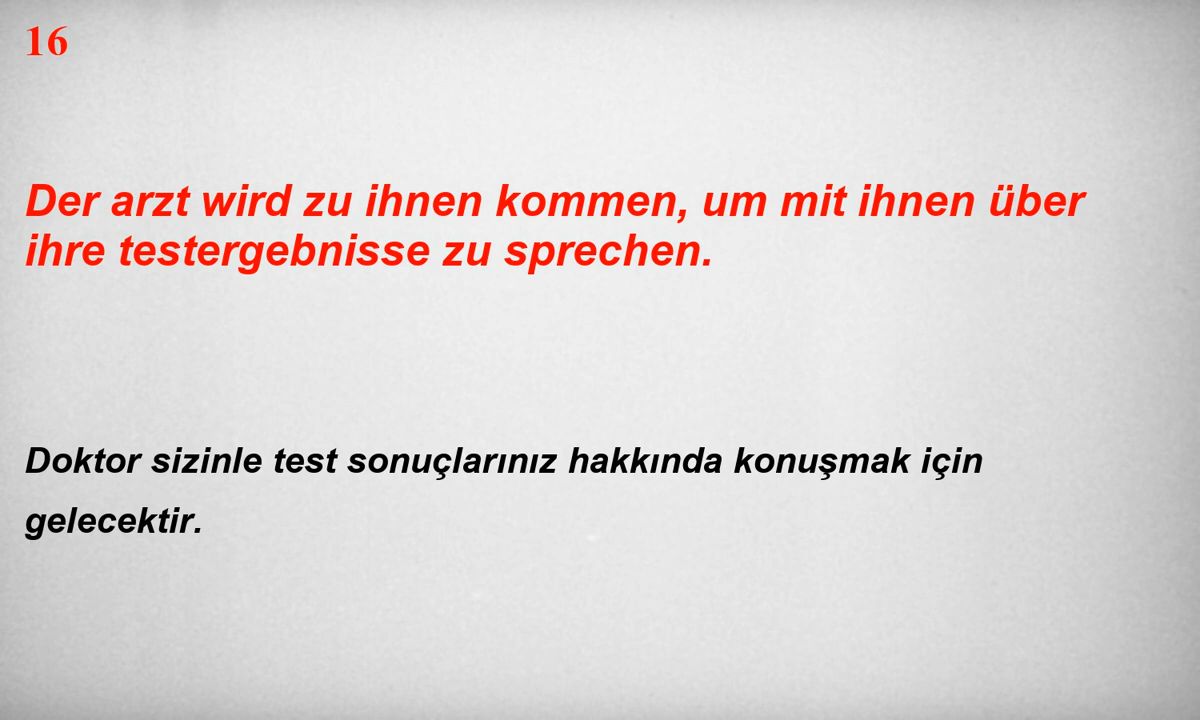 16
Der arzt wird zu ihnen kommen, um mit ihnen über
ihre testergebnisse zu sprechen.
Doktor sizinle test sonuçlarınız hakkında konuşmak için
gelecektir.